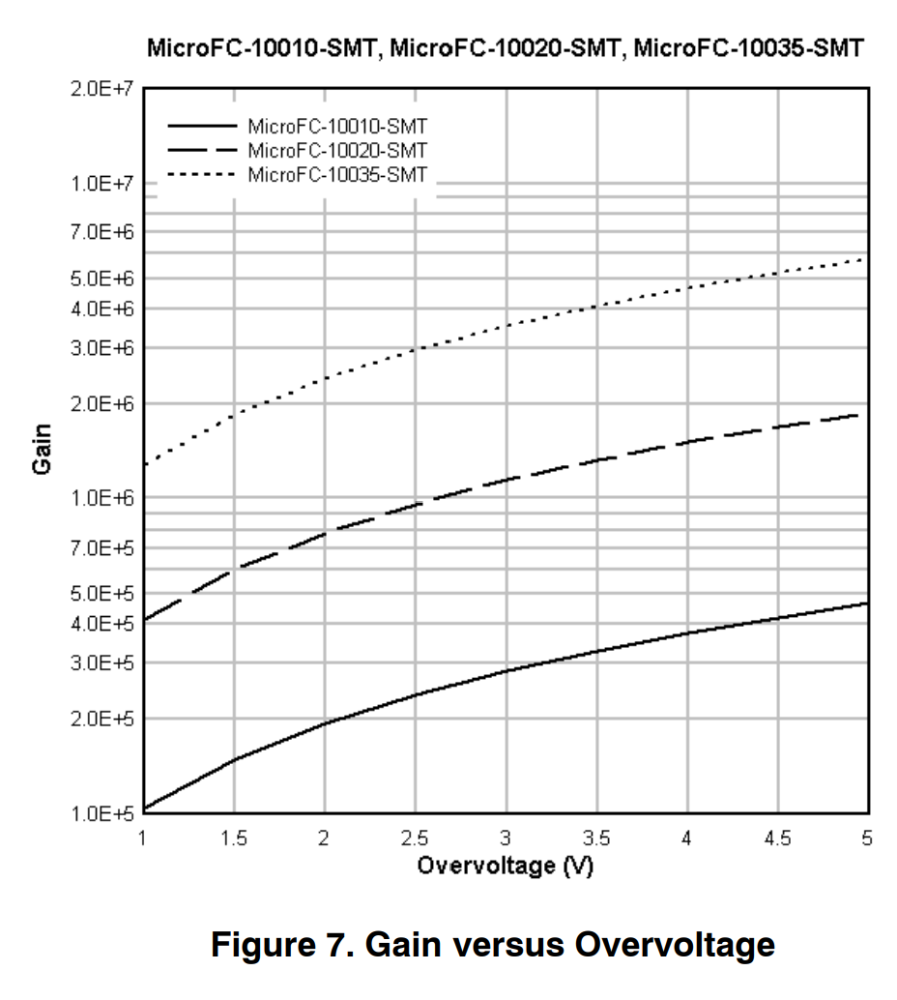 MicroFC-10010-SMT, MicroFC-10020-SMT, MicroFC-10035-SMT
2.0E+7
MicroFC-10010-SMT
MicroFC-10020-SMT
MicroFC-10035-SMT
1.0E+7
7.0E+6
5.0E+6
4.0E+6
3.0E+6
2.0E+6
Gain
1.0E+6
7.0E+5
5.0E+5
4.0E+5
3.0E+5
2.0E+5
1.0E+5
1 1.5 2 2.5 3 3.5 4 4.5 5
Overvoltage (V)
Figure 7. Gain versus Overvoltage